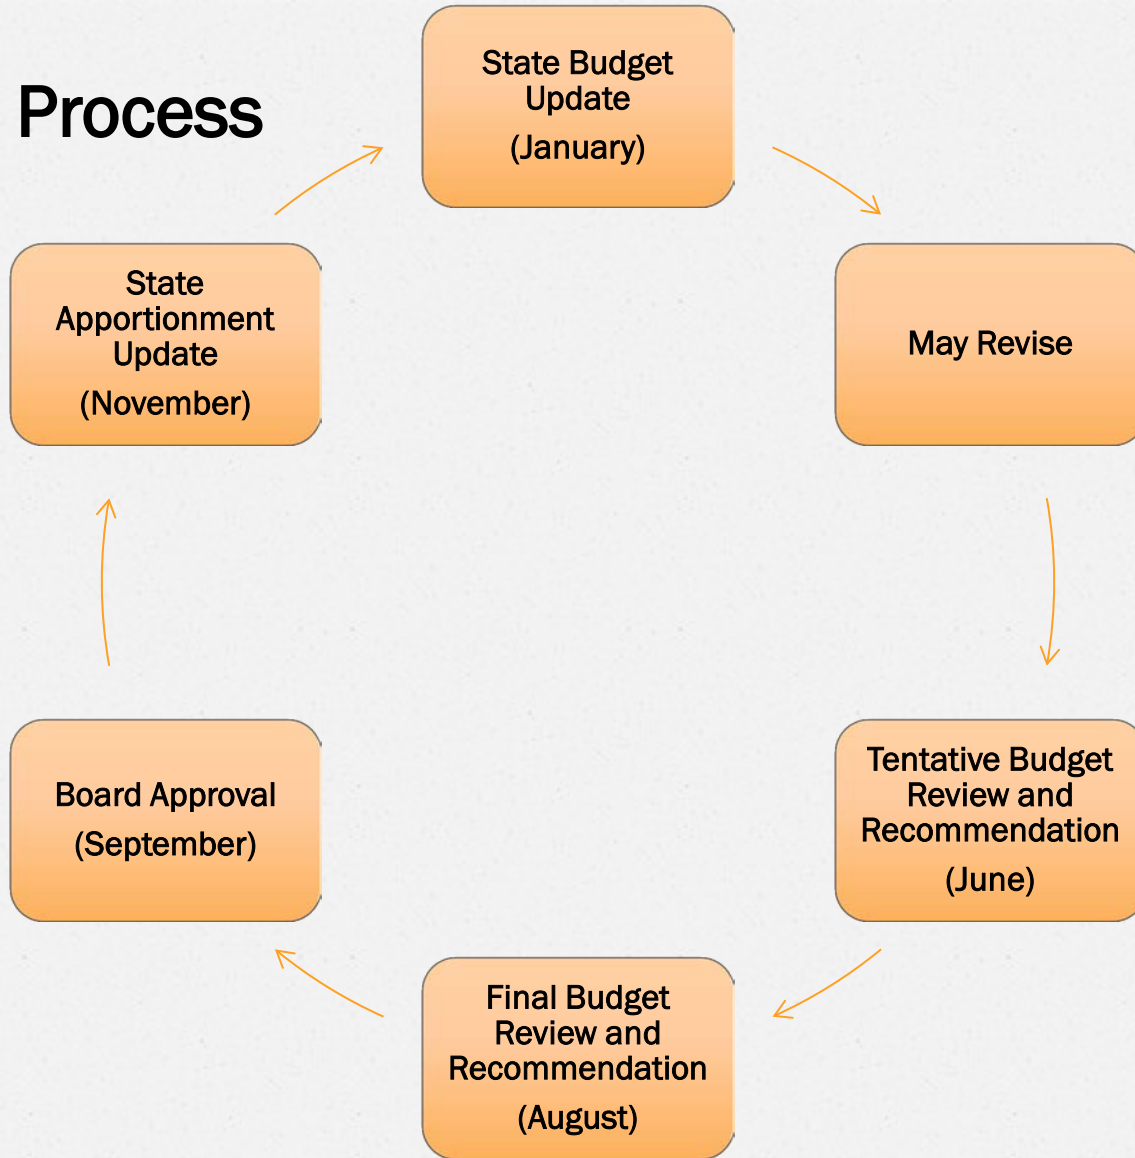 Process
State Budget
Update
(January)
May Revise
Tentative Budget
Review and
Recommendation
(June)
Final Budget
Review and
Recommendation
(August)
Board Approval
(September)
State
Apportionment
Update
(November)